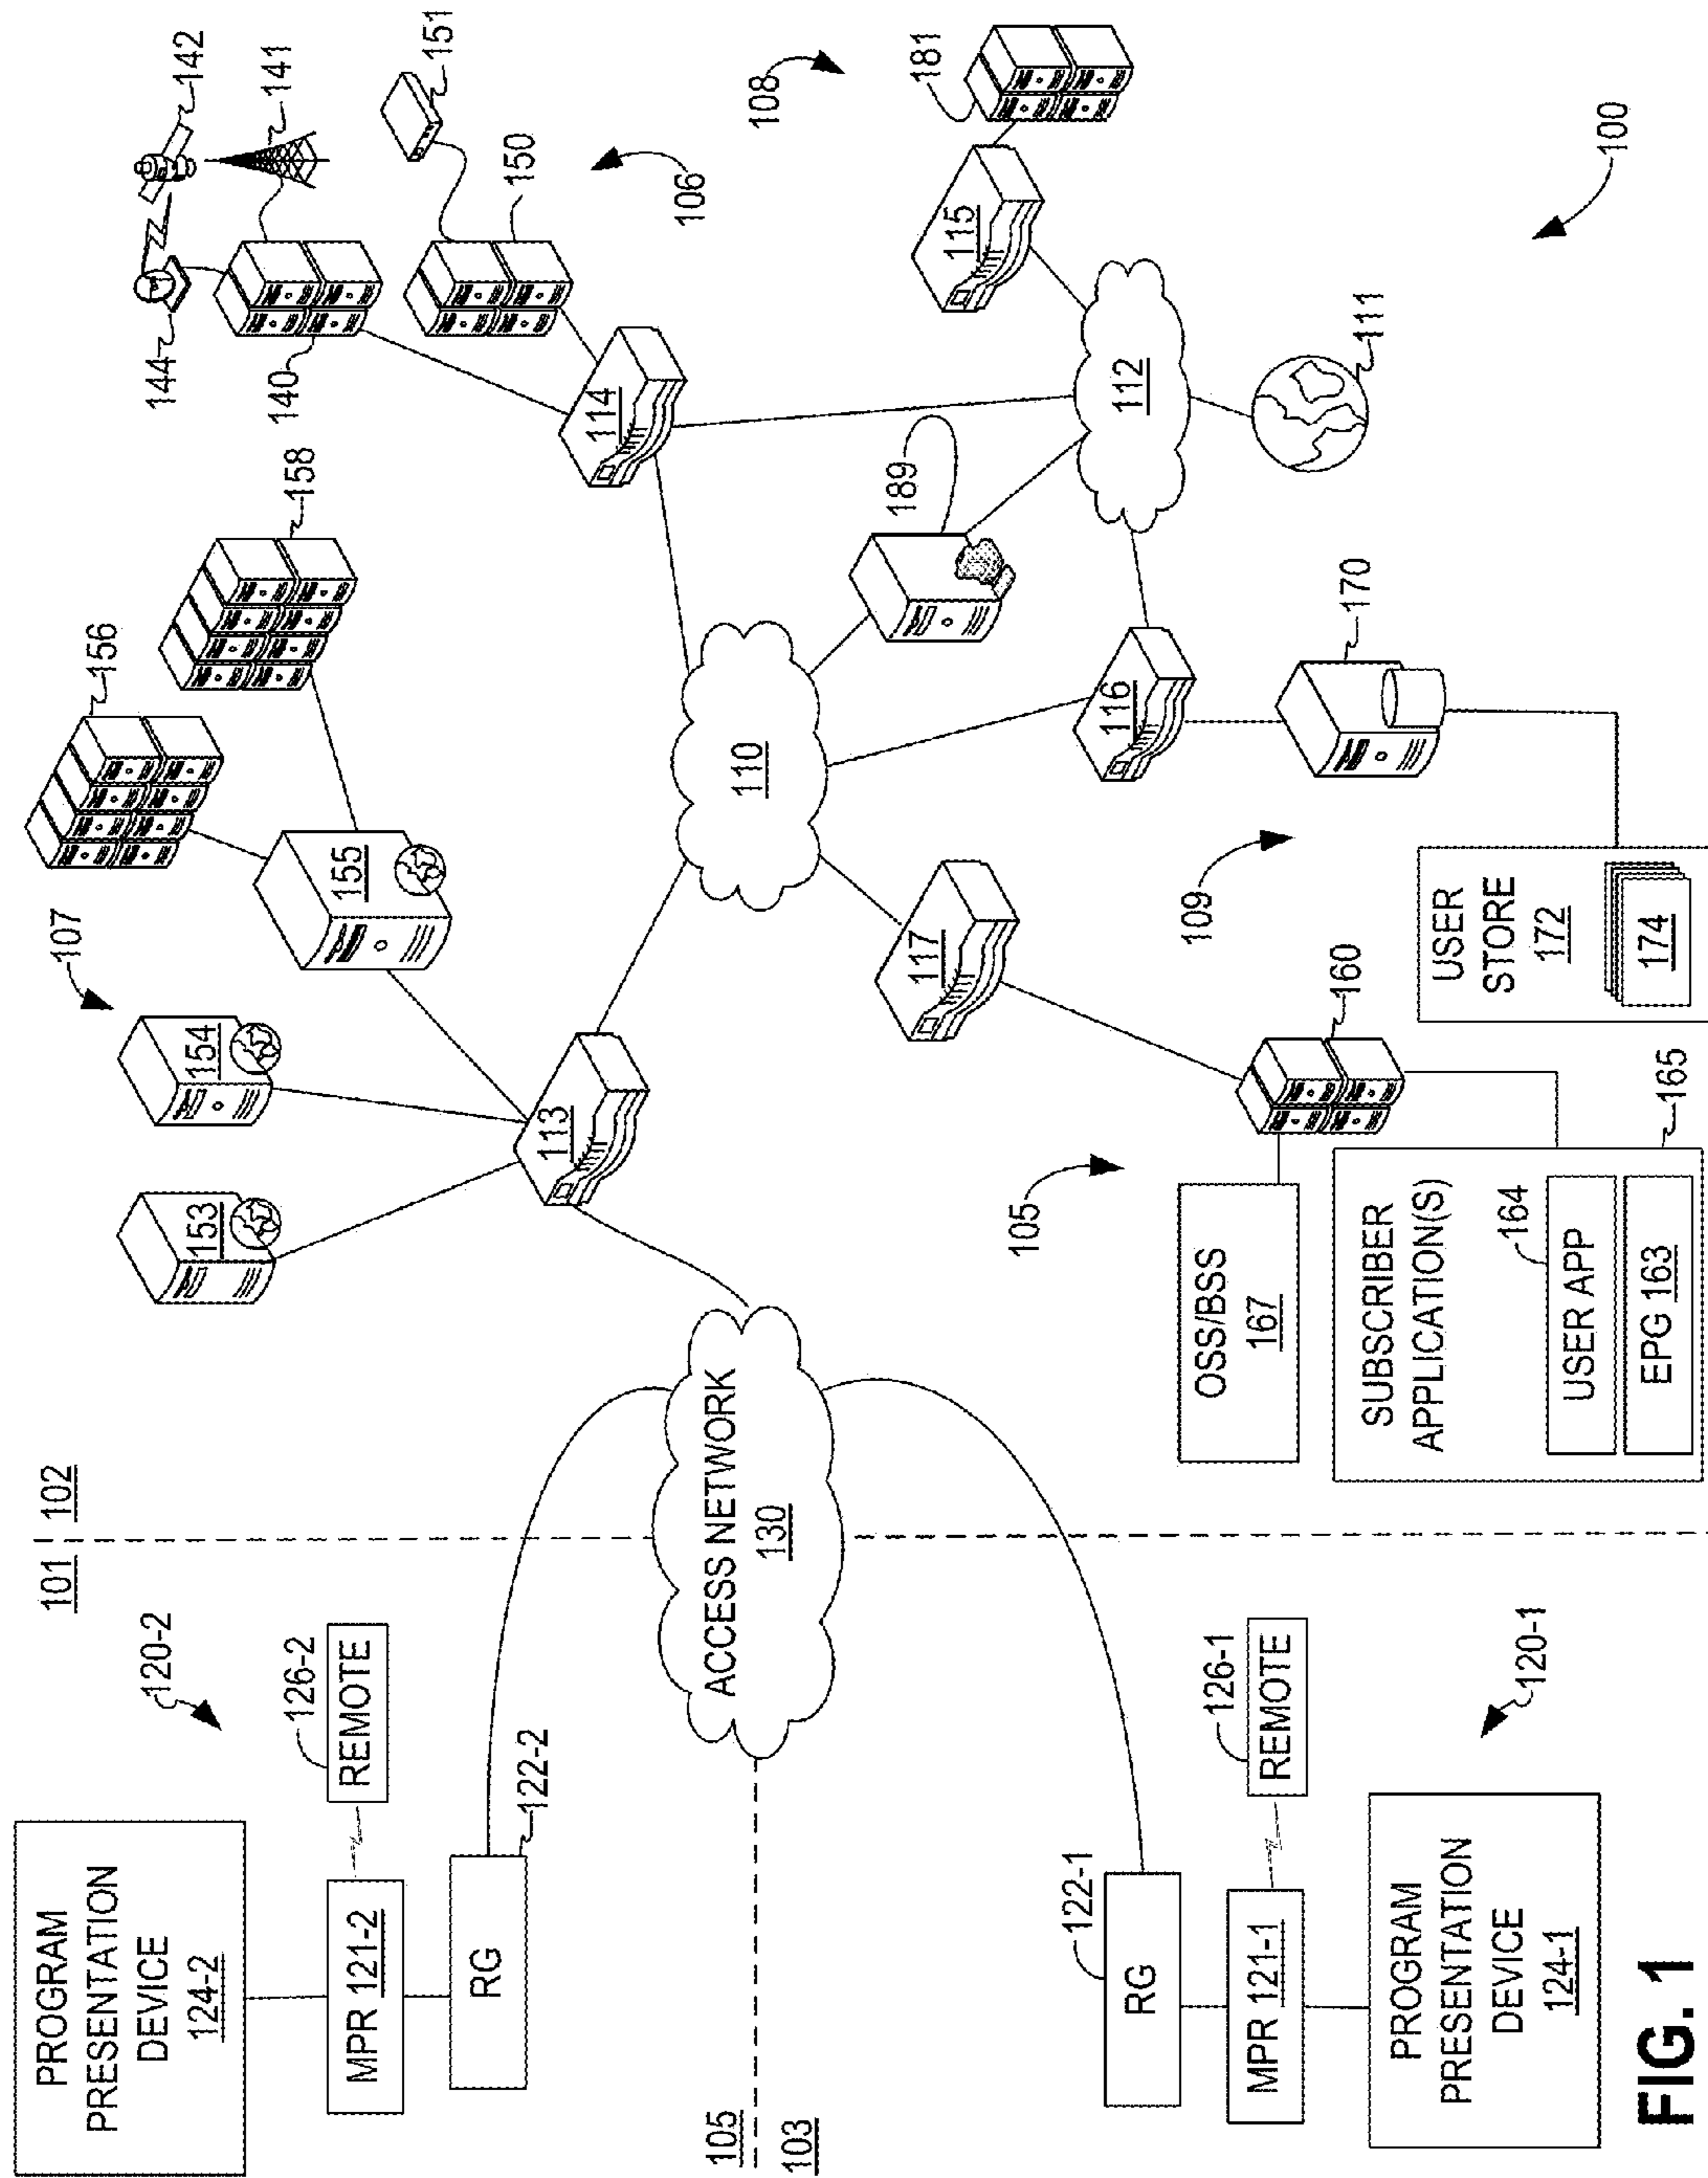 PROGRAM
PRESENTATION
DEVICE
124-2
MPR 121-2
RG
122-2
126-2
REMOTE
120-2
101
102
107
153
154
155
156
158
144
140
142
141
151
150
106
108
181
115
114
113
ACCESS NETWORK
130
110
189
112
111
100
117
116
170
109
105
103
RG
122-1
MPR 121-1
126-1
REMOTE
120-1
PROGRAM
PRESENTATION
DEVICE
124-1
105
160
OSS/BSS
167
SUBSCRIBER
APPLICATION(S)
165
164
USER APP
EPG 163
USER
STORE
172
174
FIG. 1